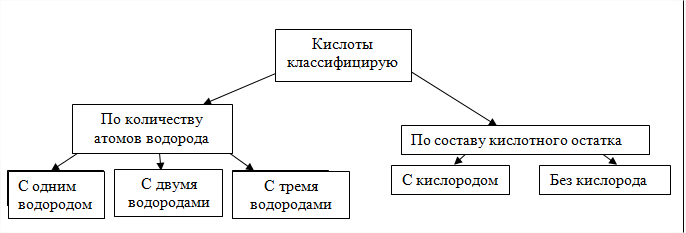 Кислоты
классифицирую
По количеству
атомов водорода
По составу кислотного остатка
С одним
водородом
С двумя
водородами
С тремя
водородами
С кислородом
Без кислорода